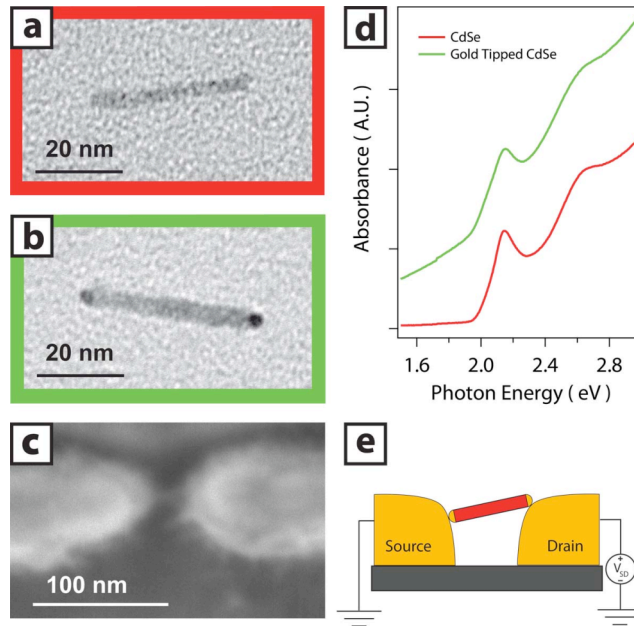 a
20 nm
b
20 nm
c
100 nm
d
CdSe
Gold Tipped CdSe
Absorbance ( A.U. )
1.6 2.0 2.4 2.8
Photon Energy ( eV )
e
Source
Drain
+
V_SD
−